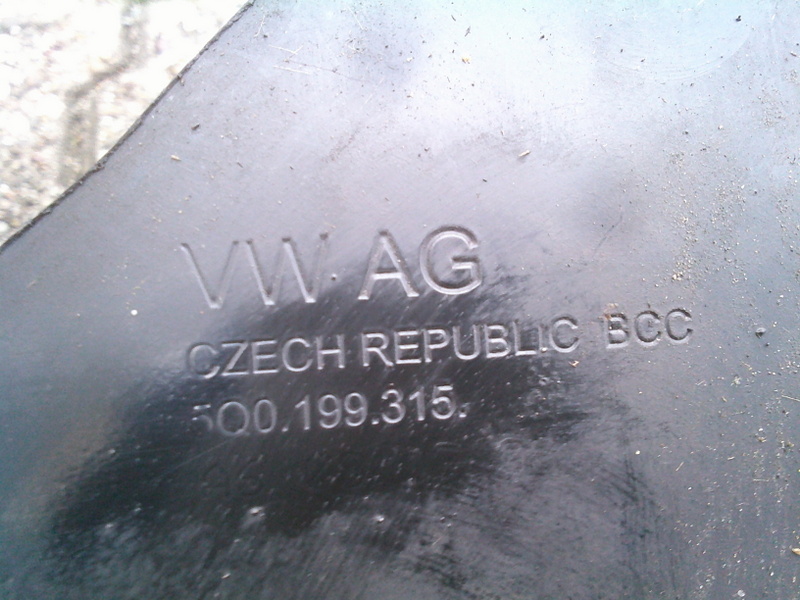 VW AG
CZECH REPUBLIC BCC
5Q0.199.315.